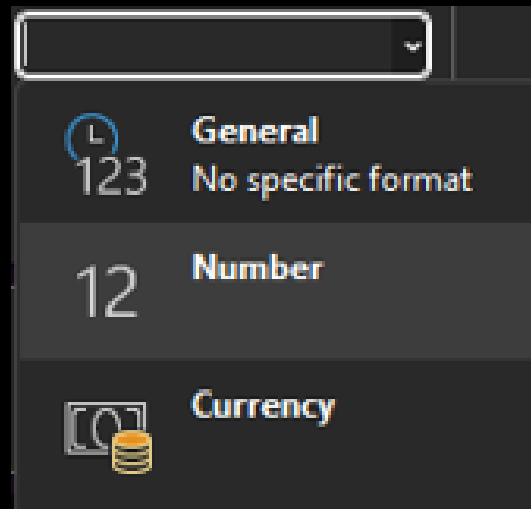 General
123
No specific format
12
Number
Currency